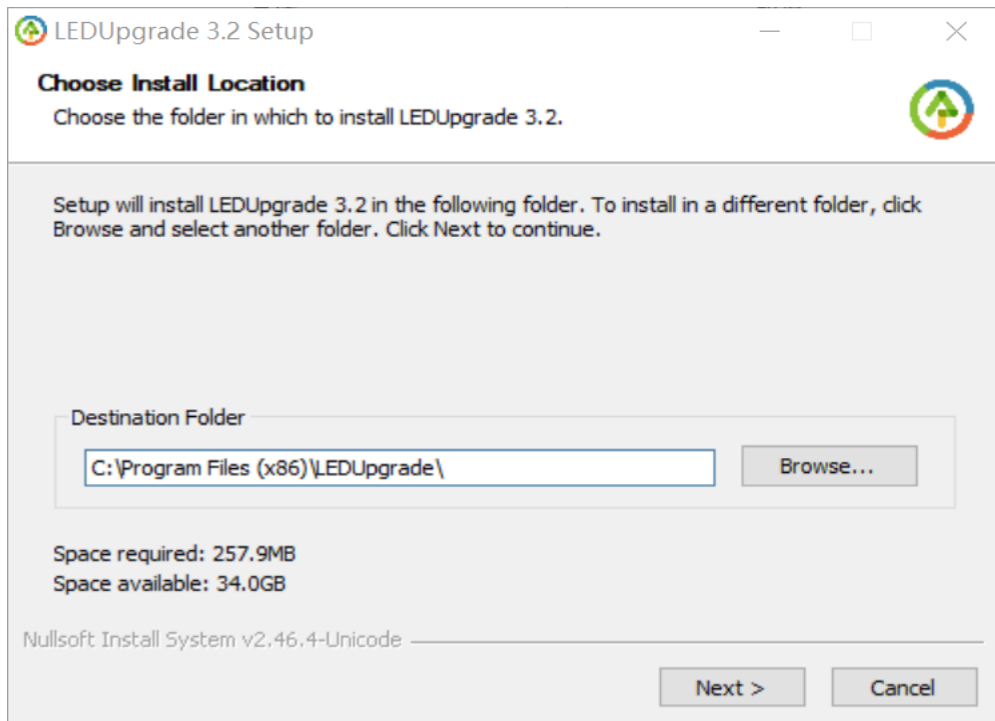 LEDUpgrade 3.2 Setup
Choose Install Location
Choose the folder in which to install LEDUpgrade 3.2.
Setup will install LEDUpgrade 3.2 in the following folder. To install in a different folder, click
Browse and select another folder. Click Next to continue.
Destination Folder
C:\Program Files (x86)\LEDUpgrade\
Browse...
Space required: 257.9MB
Space available: 34.0GB
Nullsoft Install System v2.46.4-Unicode
Next >
Cancel